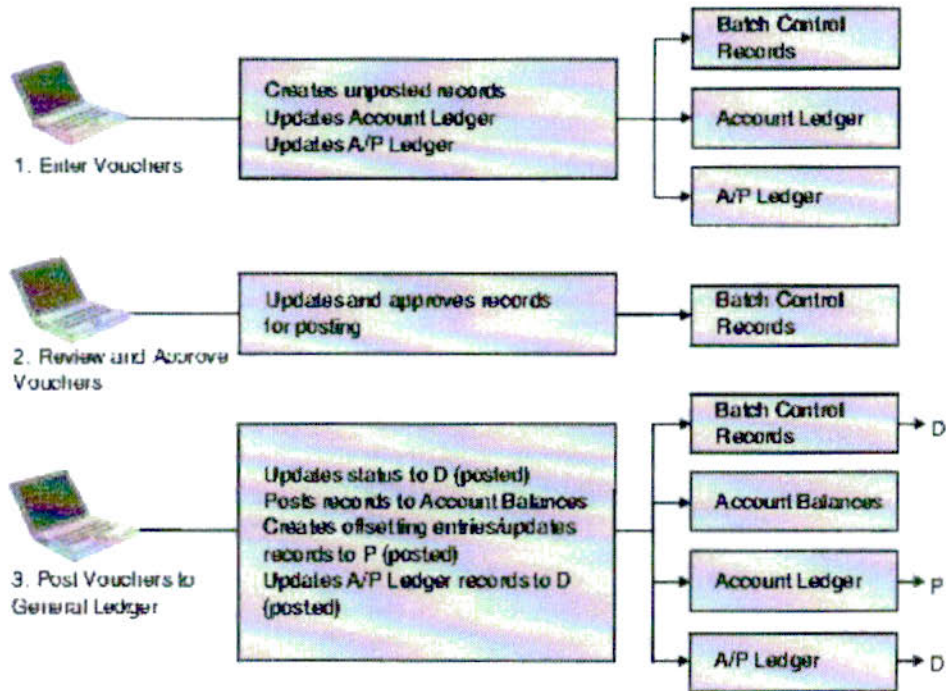 Creates unposted records
Updates Account Ledger
Updates A/P Ledger
Batch Control
Records
Account Ledger
A/P Ledger
1. Enter Vouchers
Updates and approves records
for posting
Batch Control
Records
2. Review and Approve
Vouchers
Updates status to D (posted)
Posts records to Account Balances
Creates offsetting entries/updates
records to P (posted)
Updates A/P Ledger records to D
(posted)
Batch Control
Records
D
Account Balances
Account Ledger
P
A/P Ledger
D
3. Post Vouchers to
General Ledger